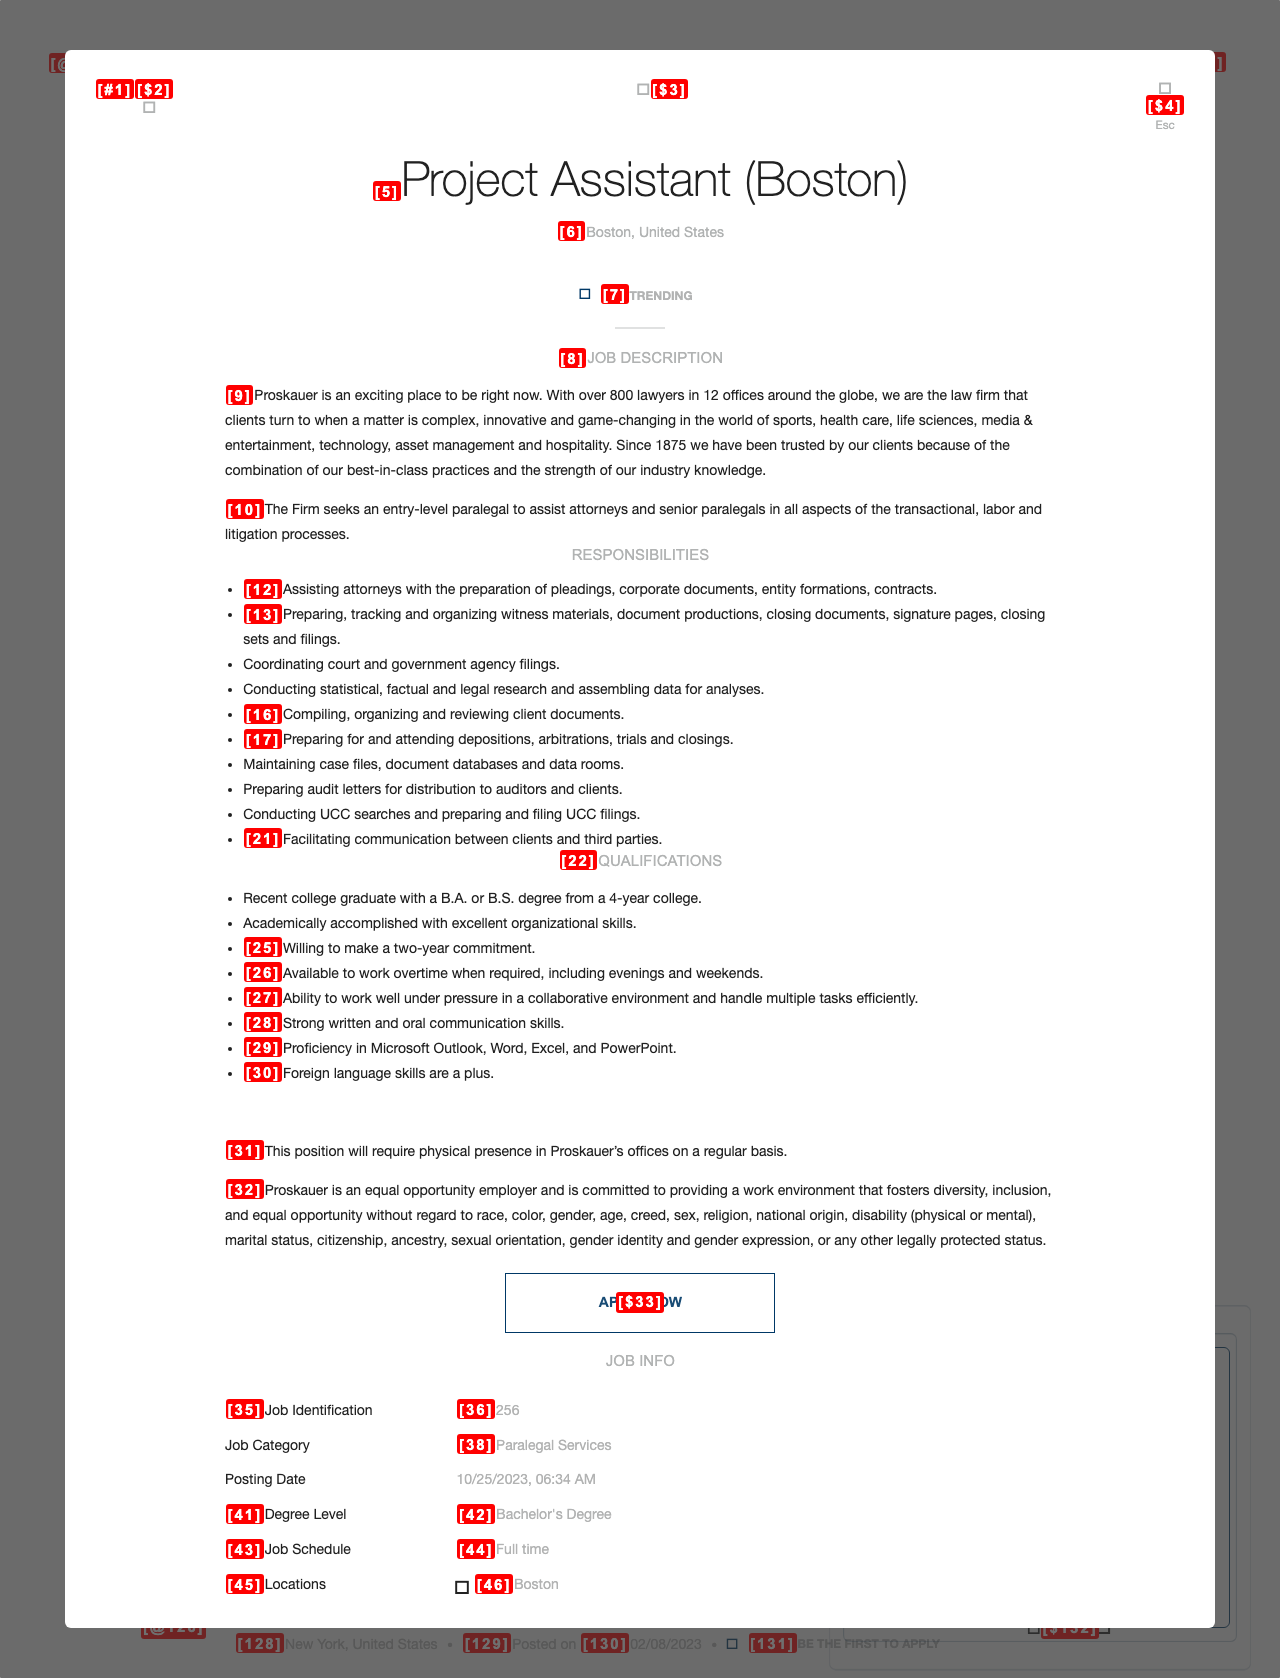 [#1] [$2]
[$3]
[$4]
Esc
[5] Project Assistant (Boston)
[6] Boston, United States
[7] TRENDING
[8] JOB DESCRIPTION
[9] Proskauer is an exciting place to be right now. With over 800 lawyers in 12 offices around the globe, we are the law firm that
clients turn to when a matter is complex, innovative and game-changing in the world of sports, health care, life sciences, media &
entertainment, technology, asset management and hospitality. Since 1875 we have been trusted by our clients because of the
combination of our best-in-class practices and the strength of our industry knowledge.
[10] The Firm seeks an entry-level paralegal to assist attorneys and senior paralegals in all aspects of the transactional, labor and
litigation processes.
RESPONSIBILITIES
• [12] Assisting attorneys with the preparation of pleadings, corporate documents, entity formations, contracts.
• [13] Preparing, tracking and organizing witness materials, document productions, closing documents, signature pages, closing
sets and filings.
• Coordinating court and government agency filings.
• Conducting statistical, factual and legal research and assembling data for analyses.
• [16] Compiling, organizing and reviewing client documents.
• [17] Preparing for and attending depositions, arbitrations, trials and closings.
• Maintaining case files, document databases and data rooms.
• Preparing audit letters for distribution to auditors and clients.
• Conducting UCC searches and preparing and filing UCC filings.
• [21] Facilitating communication between clients and third parties.
[22] QUALIFICATIONS
• Recent college graduate with a B.A. or B.S. degree from a 4-year college.
• Academically accomplished with excellent organizational skills.
• [25] Willing to make a two-year commitment.
• [26] Available to work overtime when required, including evenings and weekends.
• [27] Ability to work well under pressure in a collaborative environment and handle multiple tasks efficiently.
• [28] Strong written and oral communication skills.
• [29] Proficiency in Microsoft Outlook, Word, Excel, and PowerPoint.
• [30] Foreign language skills are a plus.
[31] This position will require physical presence in Proskauer’s offices on a regular basis.
[32] Proskauer is an equal opportunity employer and is committed to providing a work environment that fosters diversity, inclusion,
and equal opportunity without regard to race, color, gender, age, creed, sex, religion, national origin, disability (physical or mental),
marital status, citizenship, ancestry, sexual orientation, gender identity and gender expression, or any other legally protected status.
[$33]
JOB INFO
[35] Job Identification [36] 256
Job Category [38] Paralegal Services
Posting Date 10/25/2023, 06:34 AM
[41] Degree Level [42] Bachelor's Degree
[43] Job Schedule [44] Full time
[45] Locations [46] Boston
[128] New York, United States • [129] Posted on [130] 02/08/2023 • [131] BE THE FIRST TO APPLY